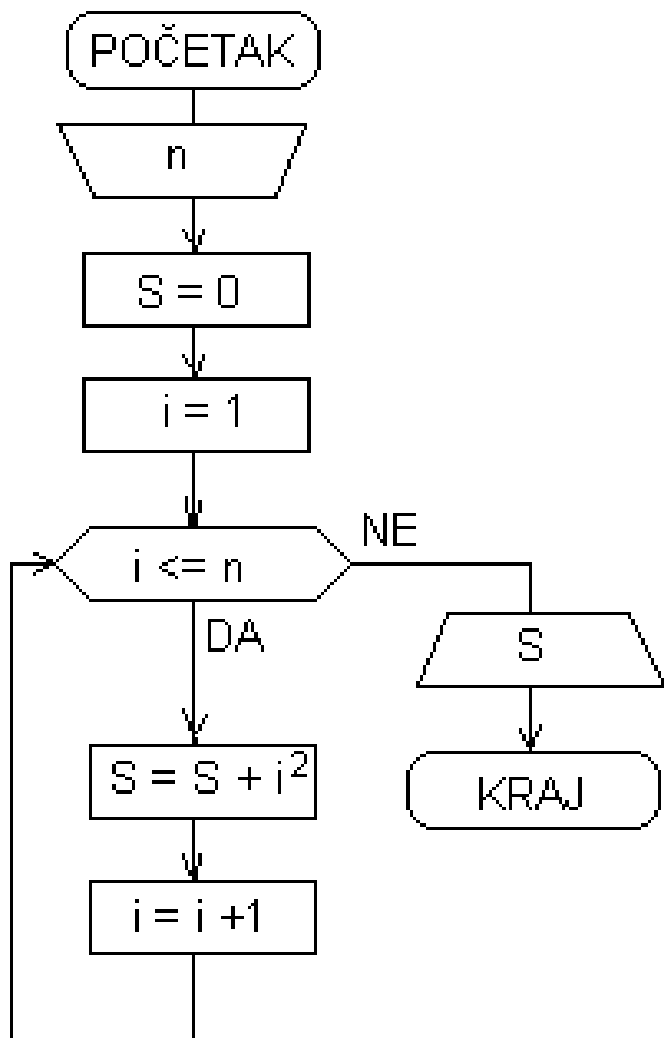 POČETAK
n
S = 0
i = 1
i <= n
NE
DA
S
S = S + i²
KRAJ
i = i +1